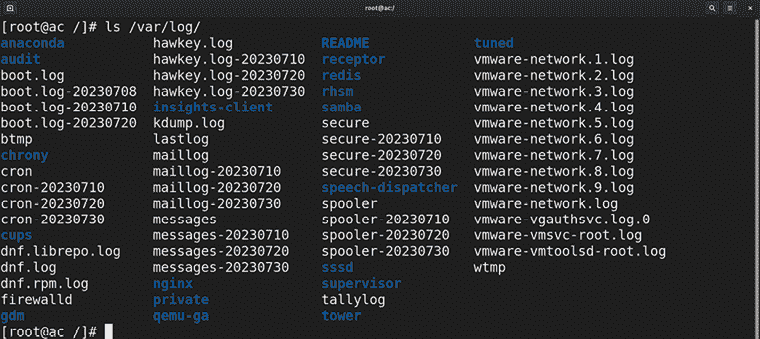 root@ac:/
[root@ac /]# ls /var/log/
anaconda hawkey.log README tuned
audit hawkey.log-20230710 receptor vmware-network.1.log
boot.log hawkey.log-20230720 redis vmware-network.2.log
boot.log-20230708 hawkey.log-20230730 rhsm vmware-network.3.log
boot.log-20230710 insights-client samba vmware-network.4.log
boot.log-20230720 kdump.log secure vmware-network.5.log
btmp lastlog secure-20230710 vmware-network.6.log
chrony maillog secure-20230720 vmware-network.7.log
cron maillog-20230710 secure-20230730 vmware-network.8.log
cron-20230710 maillog-20230720 speech-dispatcher vmware-network.9.log
cron-20230720 maillog-20230730 spooler vmware-network.log
cron-20230730 messages spooler-20230710 vmware-vgauthsvc.log.0
cups messages-20230710 spooler-20230720 vmware-vmsvc-root.log
dnf.librepo.log messages-20230720 spooler-20230730 vmware-vmtoolsd-root.log
dnf.log messages-20230730 sssd wtmp
dnf.rpm.log nginx supervisor
firewalld private tallylog
gdm qemu-ga tower
[root@ac /]#